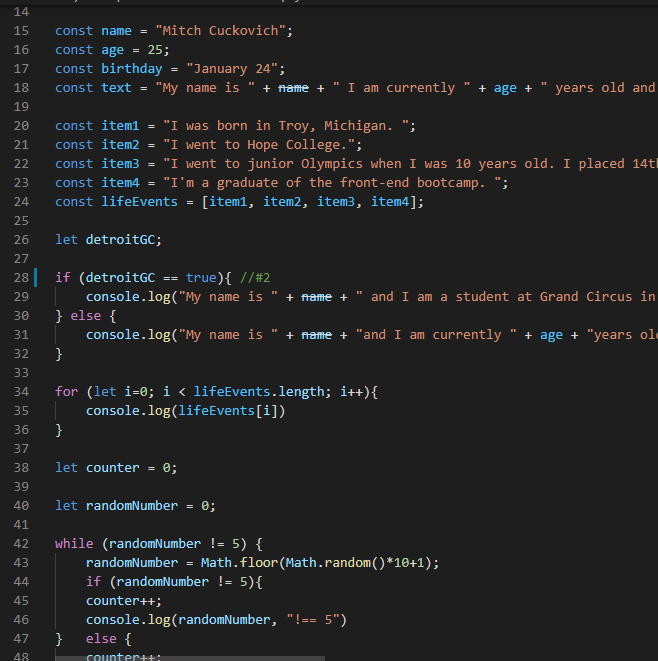 14
15 const name = "Mitch Cuckovich";
16 const age = 25;
17 const birthday = "January 24";
18 const text = "My name is " + name + " I am currently " + age + " years old and
19
20 const item1 = "I was born in Troy, Michigan. ";
21 const item2 = "I went to Hope College.";
22 const item3 = "I went to junior Olympics when I was 10 years old. I placed 14th
23 const item4 = "I'm a graduate of the front-end bootcamp. ";
24 const lifeEvents = [item1, item2, item3, item4];
25
26 let detroitGC;
27
28 if (detroitGC == true){ //#2
29 console.log("My name is " + name + " and I am a student at Grand Circus in
30 } else {
31 console.log("My name is " + name + "and I am currently " + age + "years old
32 }
33
34 for (let i=0; i < lifeEvents.length; i++){
35 console.log(lifeEvents[i])
36 }
37
38 let counter = 0;
39
40 let randomNumber = 0;
41
42 while (randomNumber != 5) {
43 randomNumber = Math.floor(Math.random()*10+1);
44 if (randomNumber != 5){
45 counter++;
46 console.log(randomNumber, "!== 5")
47 } else {
48 counter++;